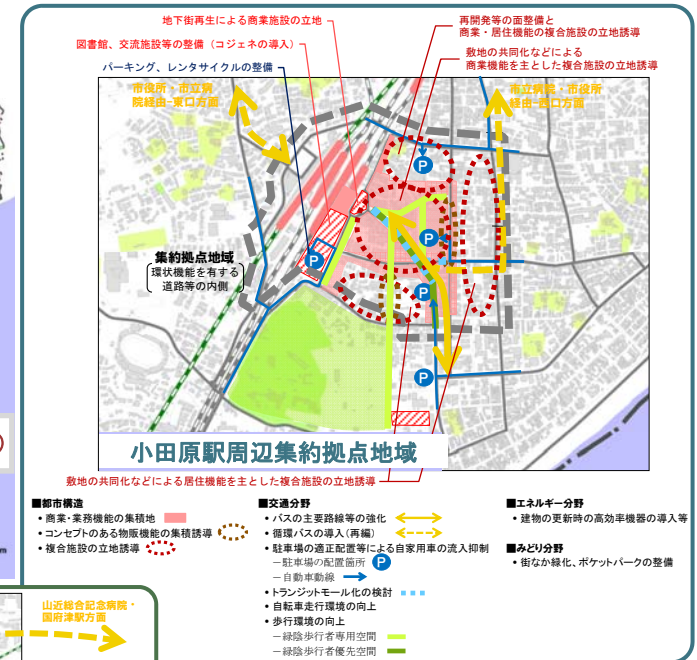 地下街再生による商業施設の立地
図書館、交流施設等の整備（コジェネの導入）
パーキング、レンタサイクルの整備
再開発等の面整備と
商業・居住機能の複合施設の立地誘導
敷地の共同化などによる
商業機能を主とした複合施設の立地誘導
市役所・市立病
院経由-東口方面
市立病院・市役所
経由-西口方面
集約拠点地域
環状機能を有する
道路等の内側
P
P
P
P
P
小田原駅周辺集約拠点地域
敷地の共同化などによる居住機能を主とした複合施設の立地誘導
■都市構造
・商業・業務機能の集積地
・コンセプトのある物販機能の集積誘導
・複合施設の立地誘導
■交通分野
・バスの主要路線等の強化
・循環バスの導入（再編）
・駐車場の適正配置等による自家用車の流入抑制
－駐車場の配置箇所 P
－自動車動線
・トランジットモール化の検討
・自転車走行環境の向上
・歩行環境の向上
－緑陰歩行者専用空間
－緑陰歩行者優先空間
■エネルギー分野
・建物の更新時の高効率機器の導入等
■みどり分野
・街なか緑化、ポケットパークの整備
山近総合記念病院・
国府津駅方面
m